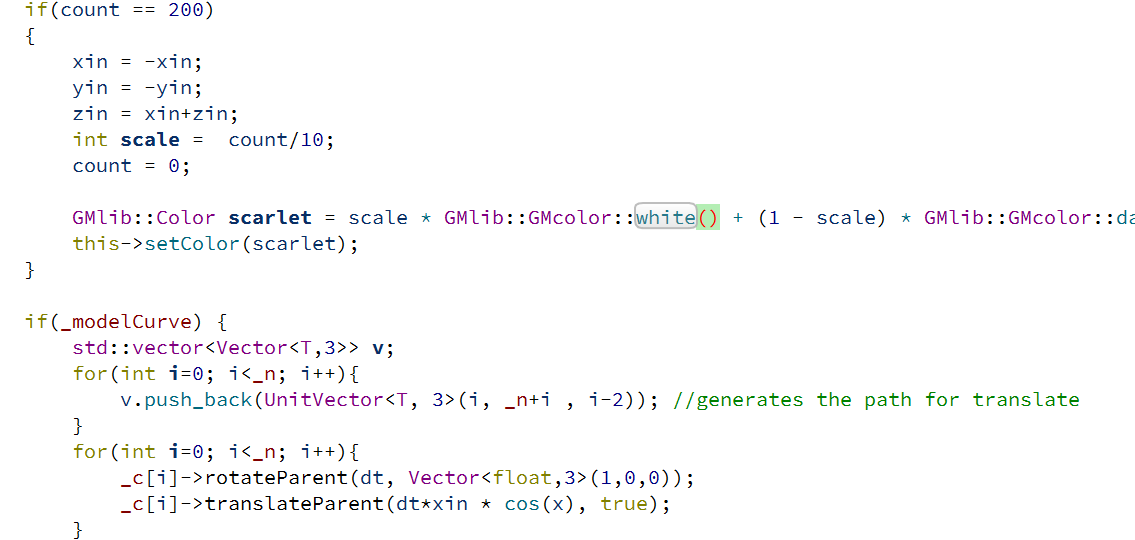 if(count == 200)
{
    xin = -xin;
    yin = -yin;
    zin = xin+zin;
    int scale =  count/10;
    count = 0;

    GMlib::Color scarlet = scale * GMlib::GMcolor::white() + (1 - scale) * GMlib::GMcolor::da
    this->setColor(scarlet);
}

if(_modelCurve) {
    std::vector<Vector<T,3>> v;
    for(int i=0; i<_n; i++){
        v.push_back(UnitVector<T, 3>(i, _n+i , i-2)); //generates the path for translate
    }
    for(int i=0; i<_n; i++){
        _c[i]->rotateParent(dt, Vector<float,3>(1,0,0));
        _c[i]->translateParent(dt*xin * cos(x), true);
    }